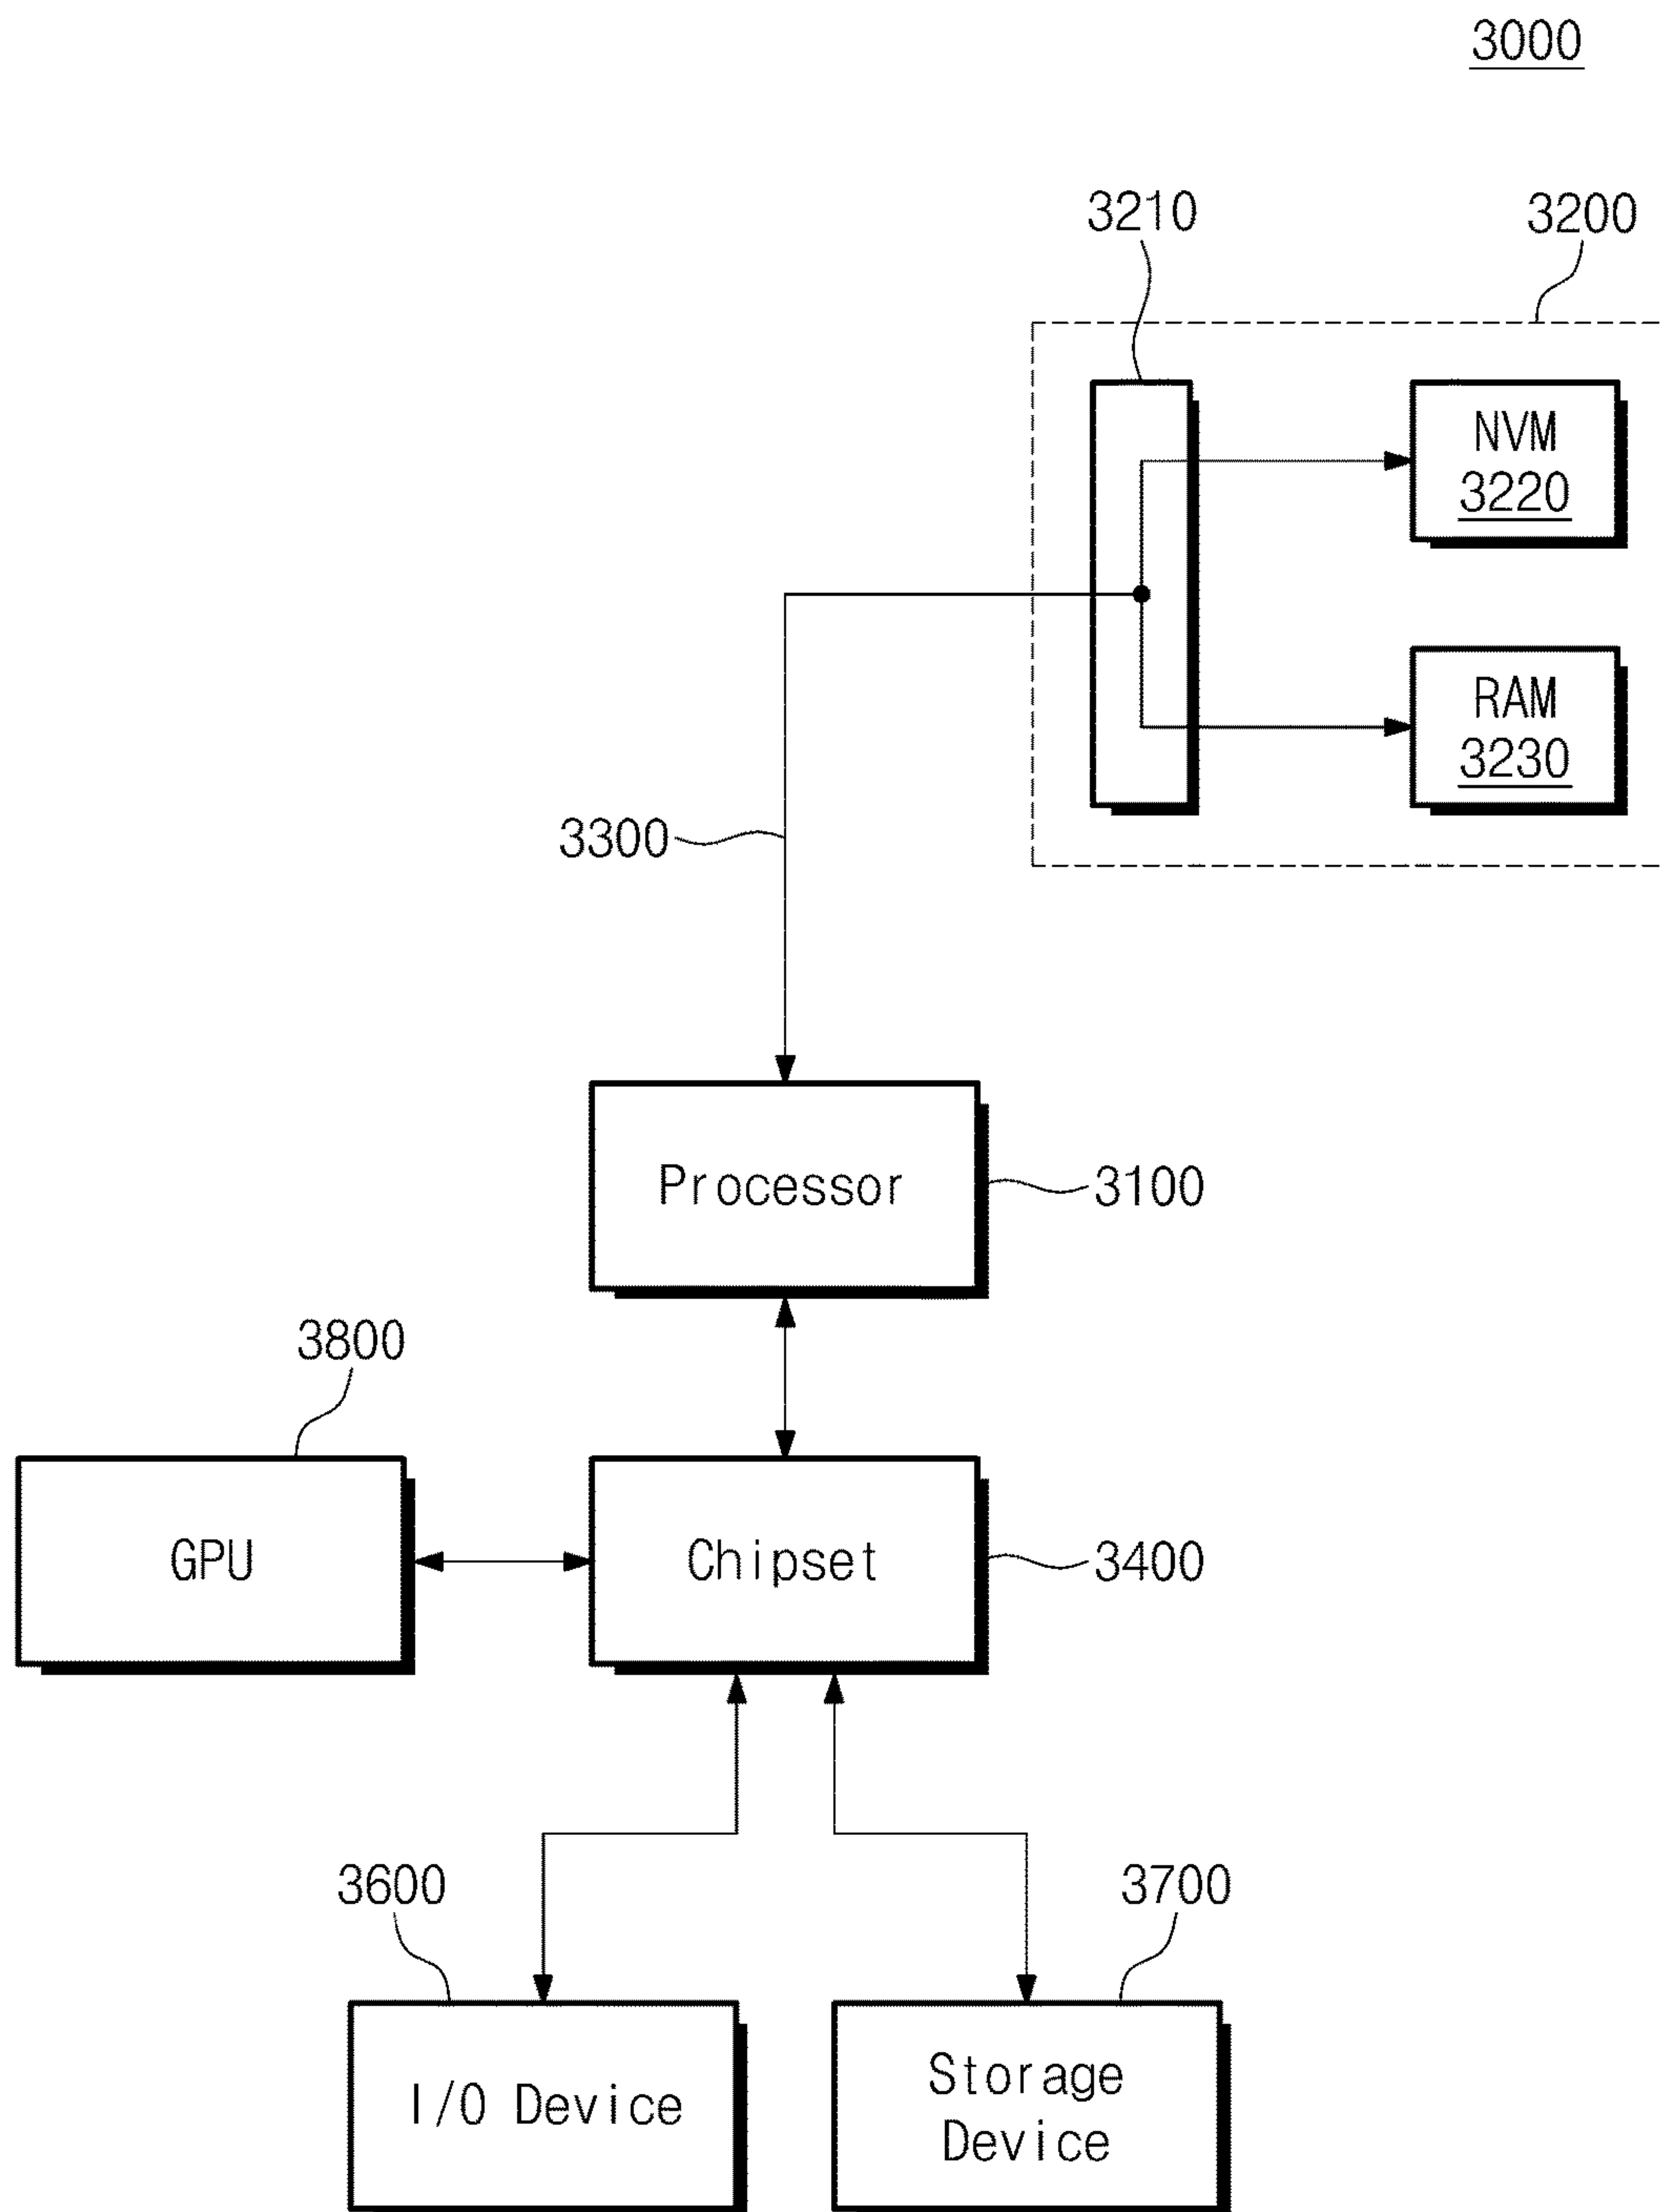 3000
3210
3200
NVM
3220
RAM
3230
3300
Processor
3100
3800
GPU
Chipset
3400
3600
3700
I/O Device
Storage
Device